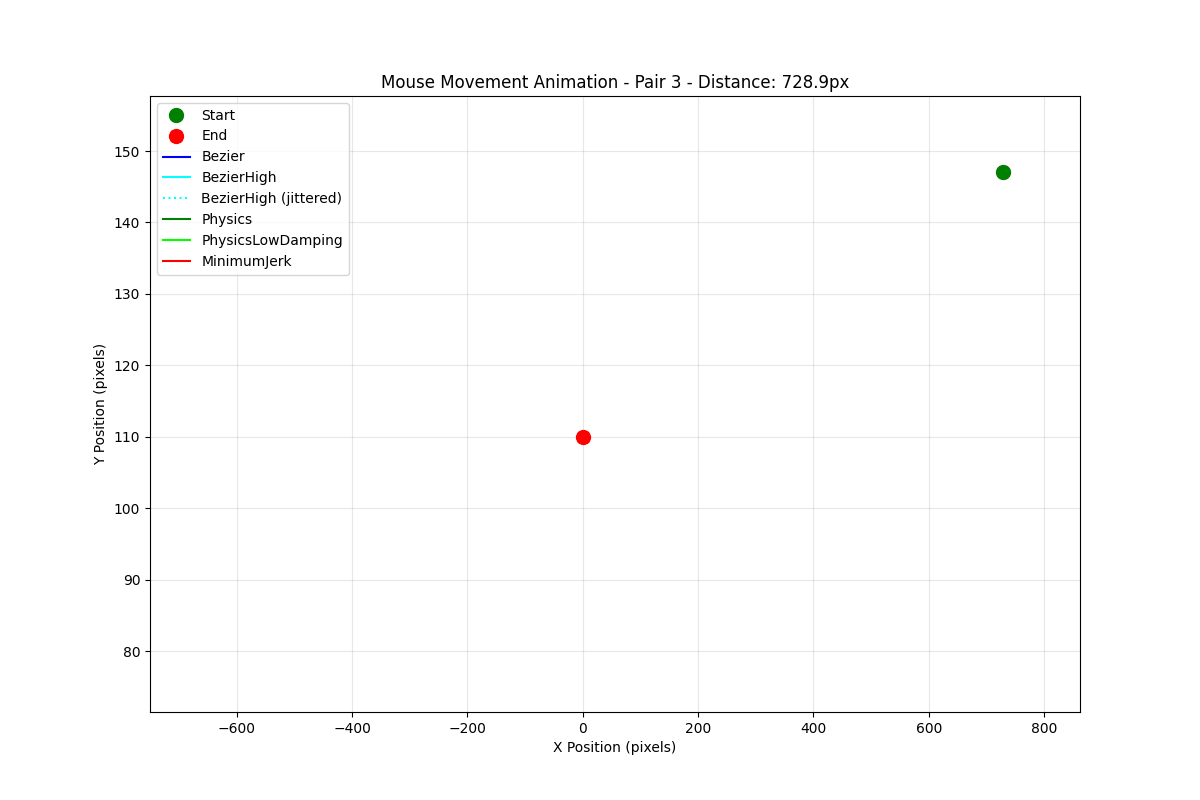 Mouse Movement Animation - Pair 3 - Distance: 728.9px
Start
End
Bezier
BezierHigh
BezierHigh (jittered)
Physics
PhysicsLowDamping
MinimumJerk
150
140
130
120
110
100
90
80
Y Position (pixels)
−600
−400
−200
0
200
400
600
800
X Position (pixels)